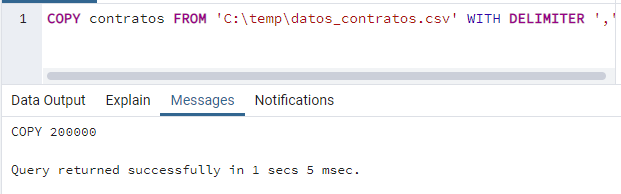 1 COPY contratos FROM 'C:\temp\datos_contratos.csv' WITH DELIMITER ','
Data Output Explain Messages Notifications
COPY 200000
Query returned successfully in 1 secs 5 msec.